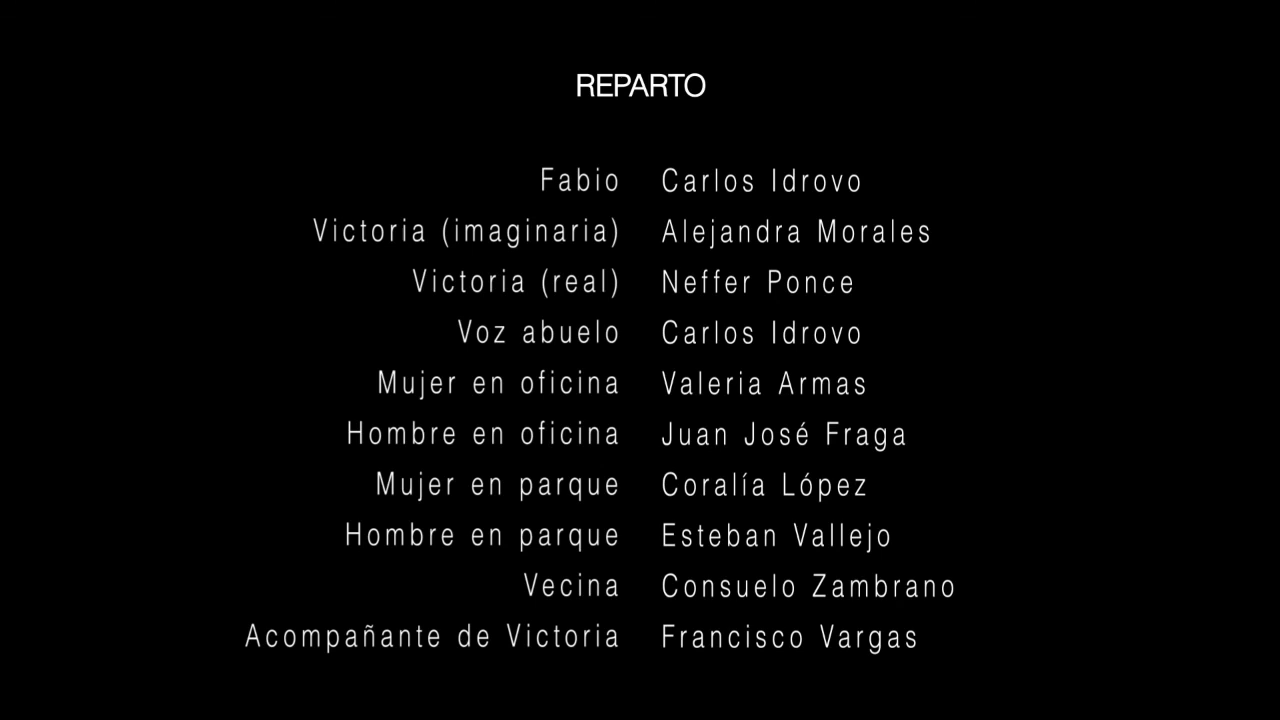 REPARTO
Fabio Carlos Idrovo
Victoria (imaginaria) Alejandra Morales
Victoria (real) Neffer Ponce
Voz abuelo Carlos Idrovo
Mujer en oficina Valeria Armas
Hombre en oficina Juan José Fraga
Mujer en parque Coralía López
Hombre en parque Esteban Vallejo
Vecina Consuelo Zambrano
Acompañante de Victoria Francisco Vargas